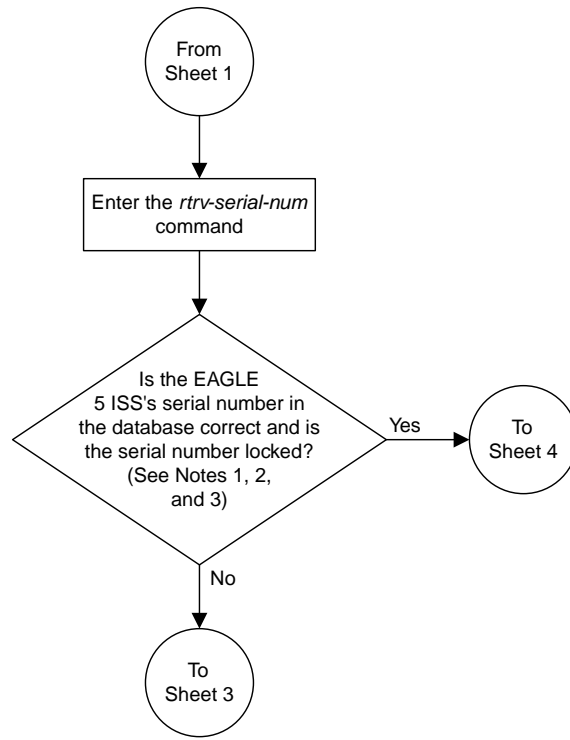 From
Sheet 1
Enter the rtrv-serial-num
command
Is the EAGLE
5 ISS's serial number in
the database correct and is
the serial number locked?
(See Notes 1, 2,
and 3)
Yes
To
Sheet 4
No
To
Sheet 3